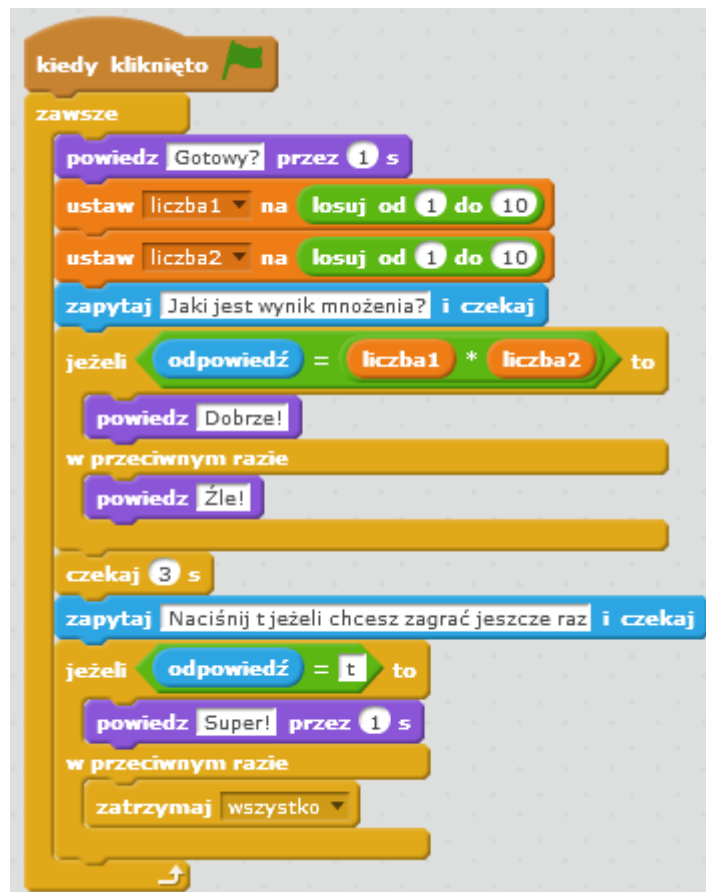 kiedy kliknięto
zawsze
powiedz Gotowy? przez 1 s
ustaw liczba1 na losuj od 1 do 10
ustaw liczba2 na losuj od 1 do 10
zapytaj Jaki jest wynik mnożenia? i czekaj
jeżeli odpowiedź = liczba1 * liczba2 to
powiedz Dobrze!
w przeciwnym razie
powiedz Źle!
czekaj 3 s
zapytaj Naciśnij t jeżeli chcesz zagrać jeszcze raz i czekaj
jeżeli odpowiedź = t to
powiedz Super! przez 1 s
w przeciwnym razie
zatrzymaj wszystko